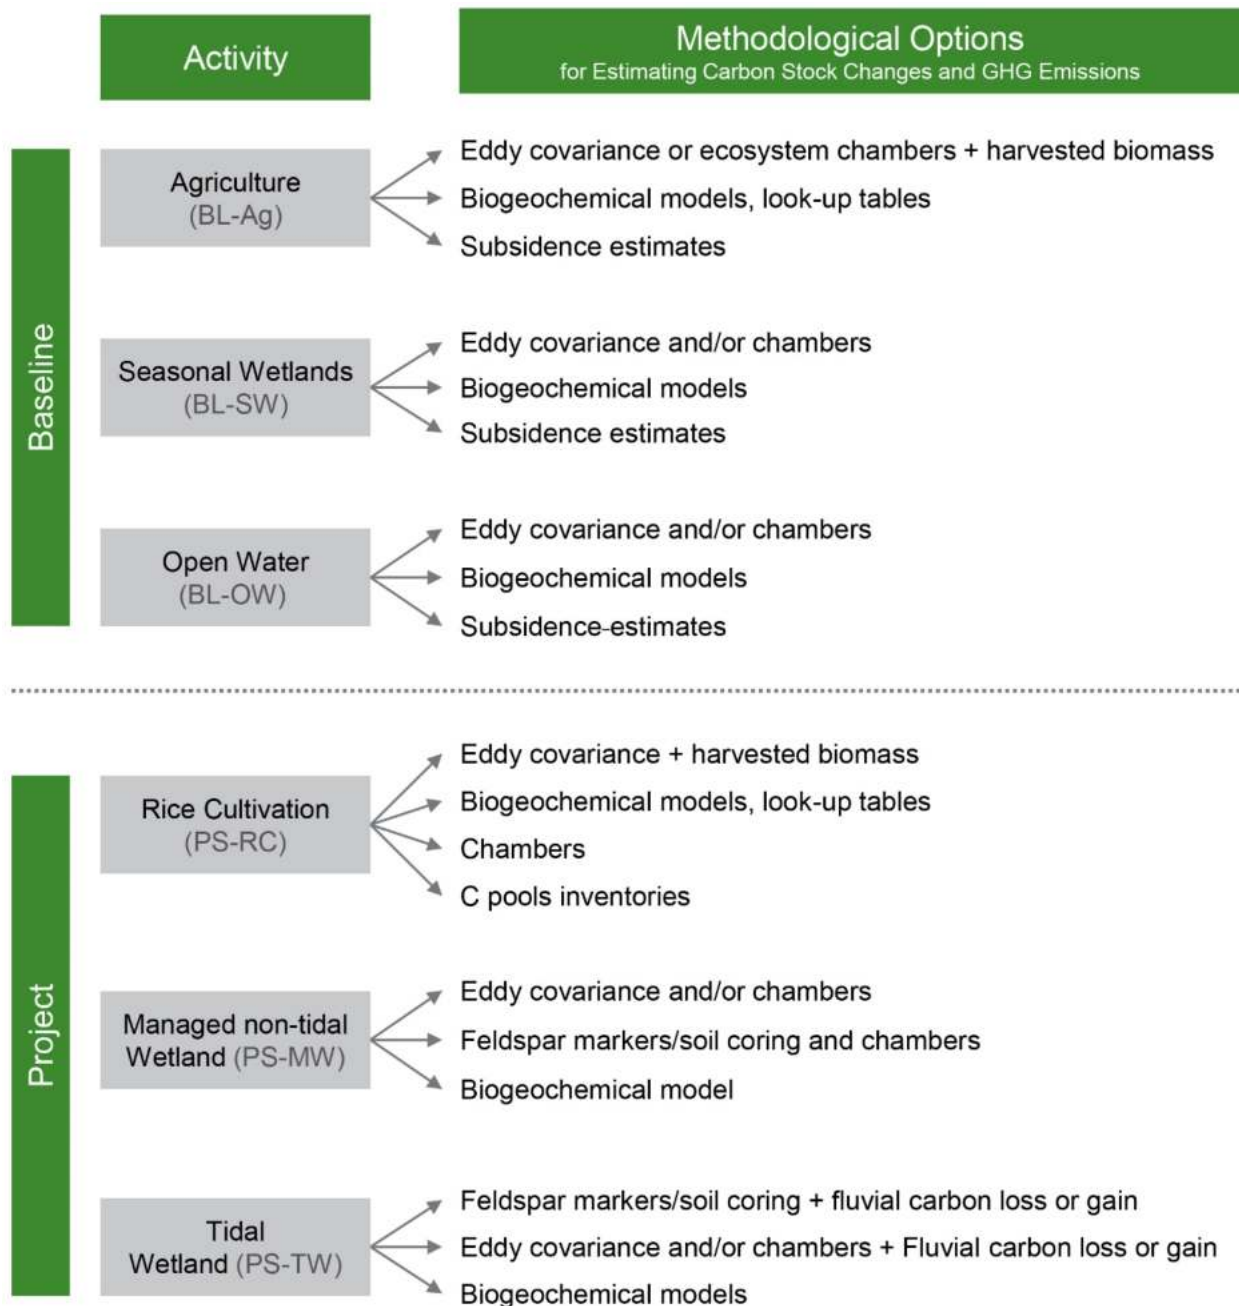 Activity
Methodological Options
for Estimating Carbon Stock Changes and GHG Emissions
Baseline
Agriculture
(BL-Ag)
Eddy covariance or ecosystem chambers + harvested biomass
Biogeochemical models, look-up tables
Subsidence estimates
Seasonal Wetlands
(BL-SW)
Eddy covariance and/or chambers
Biogeochemical models
Subsidence estimates
Open Water
(BL-OW)
Eddy covariance and/or chambers
Biogeochemical models
Subsidence-estimates
Project
Rice Cultivation
(PS-RC)
Eddy covariance + harvested biomass
Biogeochemical models, look-up tables
Chambers
C pools inventories
Managed non-tidal
Wetland (PS-MW)
Eddy covariance and/or chambers
Feldspar markers/soil coring and chambers
Biogeochemical model
Tidal
Wetland (PS-TW)
Feldspar markers/soil coring + fluvial carbon loss or gain
Eddy covariance and/or chambers + Fluvial carbon loss or gain
Biogeochemical models